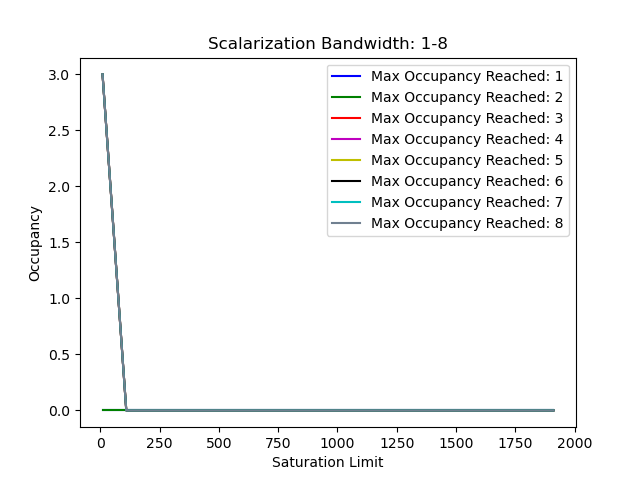 Scalarization Bandwidth: 1-8
Max Occupancy Reached: 1
Max Occupancy Reached: 2
Max Occupancy Reached: 3
Max Occupancy Reached: 4
Max Occupancy Reached: 5
Max Occupancy Reached: 6
Max Occupancy Reached: 7
Max Occupancy Reached: 8
Occupancy
3.0
2.5
2.0
1.5
1.0
0.5
0.0
0 250 500 750 1000 1250 1500 1750 2000
Saturation Limit